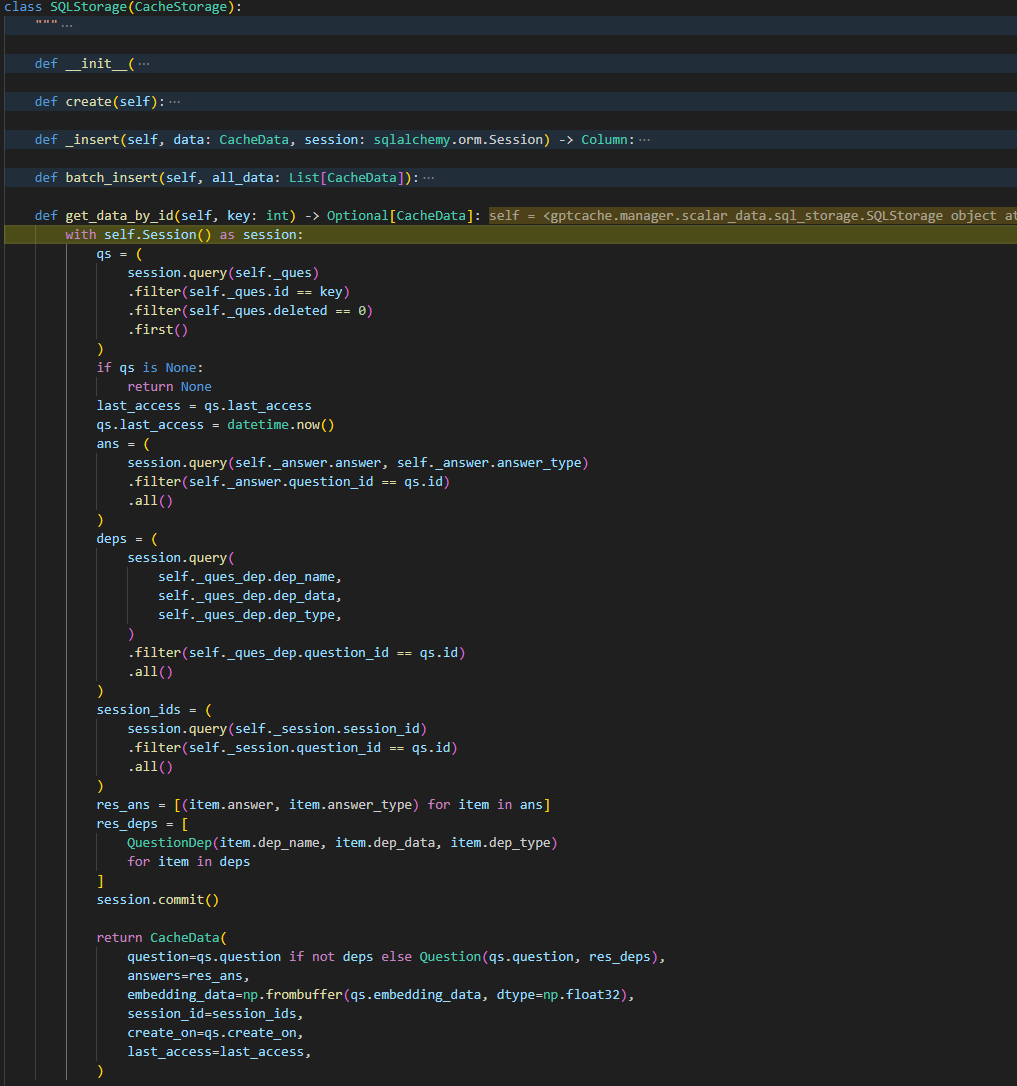 class SQLStorage(CacheStorage):
    """···
    def __init__(···
    def create(self):···
    def _insert(self, data: CacheData, session: sqlalchemy.orm.Session) -> Column:···
    def batch_insert(self, all_data: List[CacheData]):···
    def get_data_by_id(self, key: int) -> Optional[CacheData]: self = <gptcache.manager.scalar_data.sql_storage.SQLStorage object at
        with self.Session() as session:
            qs = (
                session.query(self._ques)
                .filter(self._ques.id == key)
                .filter(self._ques.deleted == 0)
                .first()
            )
            if qs is None:
                return None
            last_access = qs.last_access
            qs.last_access = datetime.now()
            ans = (
                session.query(self._answer.answer, self._answer.answer_type)
                .filter(self._answer.question_id == qs.id)
                .all()
            )
            deps = (
                session.query(
                    self._ques_dep.dep_name,
                    self._ques_dep.dep_data,
                    self._ques_dep.dep_type,
                )
                .filter(self._ques_dep.question_id == qs.id)
                .all()
            )
            session_ids = (
                session.query(self._session.session_id)
                .filter(self._session.question_id == qs.id)
                .all()
            )
            res_ans = [(item.answer, item.answer_type) for item in ans]
            res_deps = [
                QuestionDep(item.dep_name, item.dep_data, item.dep_type)
                for item in deps
            ]
            session.commit()
            return CacheData(
                question=qs.question if not deps else Question(qs.question, res_deps),
                answers=res_ans,
                embedding_data=np.frombuffer(qs.embedding_data, dtype=np.float32),
                session_id=session_ids,
                create_on=qs.create_on,
                last_access=last_access,
            )